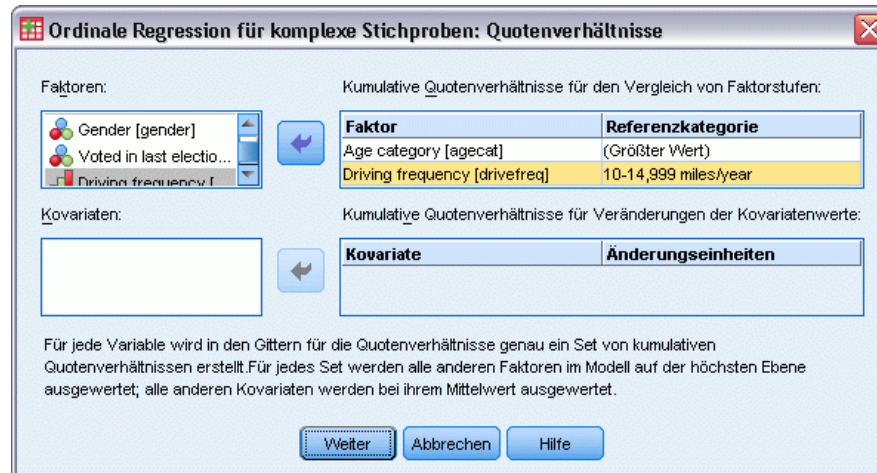 Ordinale Regression für komplexe Stichproben: Quotenverhältnisse
Faktoren:
Gender [gender]
Voted in last electio...
Driving frequency [
Kumulative Quotenverhältnisse für den Vergleich von Faktorstufen:
Faktor Referenzkategorie
Age category [agecat] (Größter Wert)
Driving frequency [drivefreq] 10-14,999 miles/year
Kovariaten:
Kumulative Quotenverhältnisse für Veränderungen der Kovariatenwerte:
Kovariate Änderungseinheiten
Für jede Variable wird in den Gittern für die Quotenverhältnisse genau ein Set von kumulativen
Quotenverhältnissen erstellt.Für jedes Set werden alle anderen Faktoren im Modell auf der höchsten Ebene
ausgewertet; alle anderen Kovariaten werden bei ihrem Mittelwert ausgewertet.
Weiter Abbrechen Hilfe